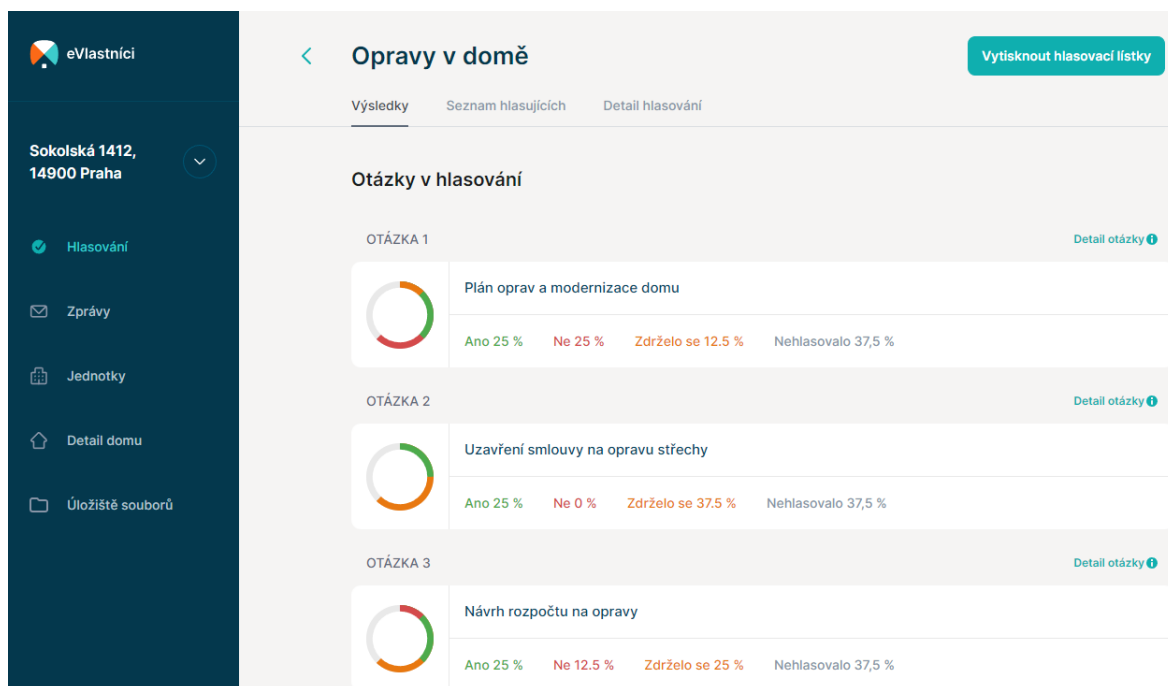 eVlastníci
Sokolská 1412,
14900 Praha
Hlasování
Zprávy
Jednotky
Detail domu
Úložiště souborů
Opravy v domě
Vytisknout hlasovací lístky
Výsledky
Seznam hlasujících
Detail hlasování
Otázky v hlasování
OTÁZKA 1
Detail otázky
Plán oprav a modernizace domu
Ano 25 % Ne 25 % Zdrželo se 12.5 % Nehlasovalo 37,5 %
OTÁZKA 2
Detail otázky
Uzavření smlouvy na opravu střechy
Ano 25 % Ne 0 % Zdrželo se 37.5 % Nehlasovalo 37,5 %
OTÁZKA 3
Detail otázky
Návrh rozpočtu na opravy
Ano 25 % Ne 12.5 % Zdrželo se 25 % Nehlasovalo 37,5 %